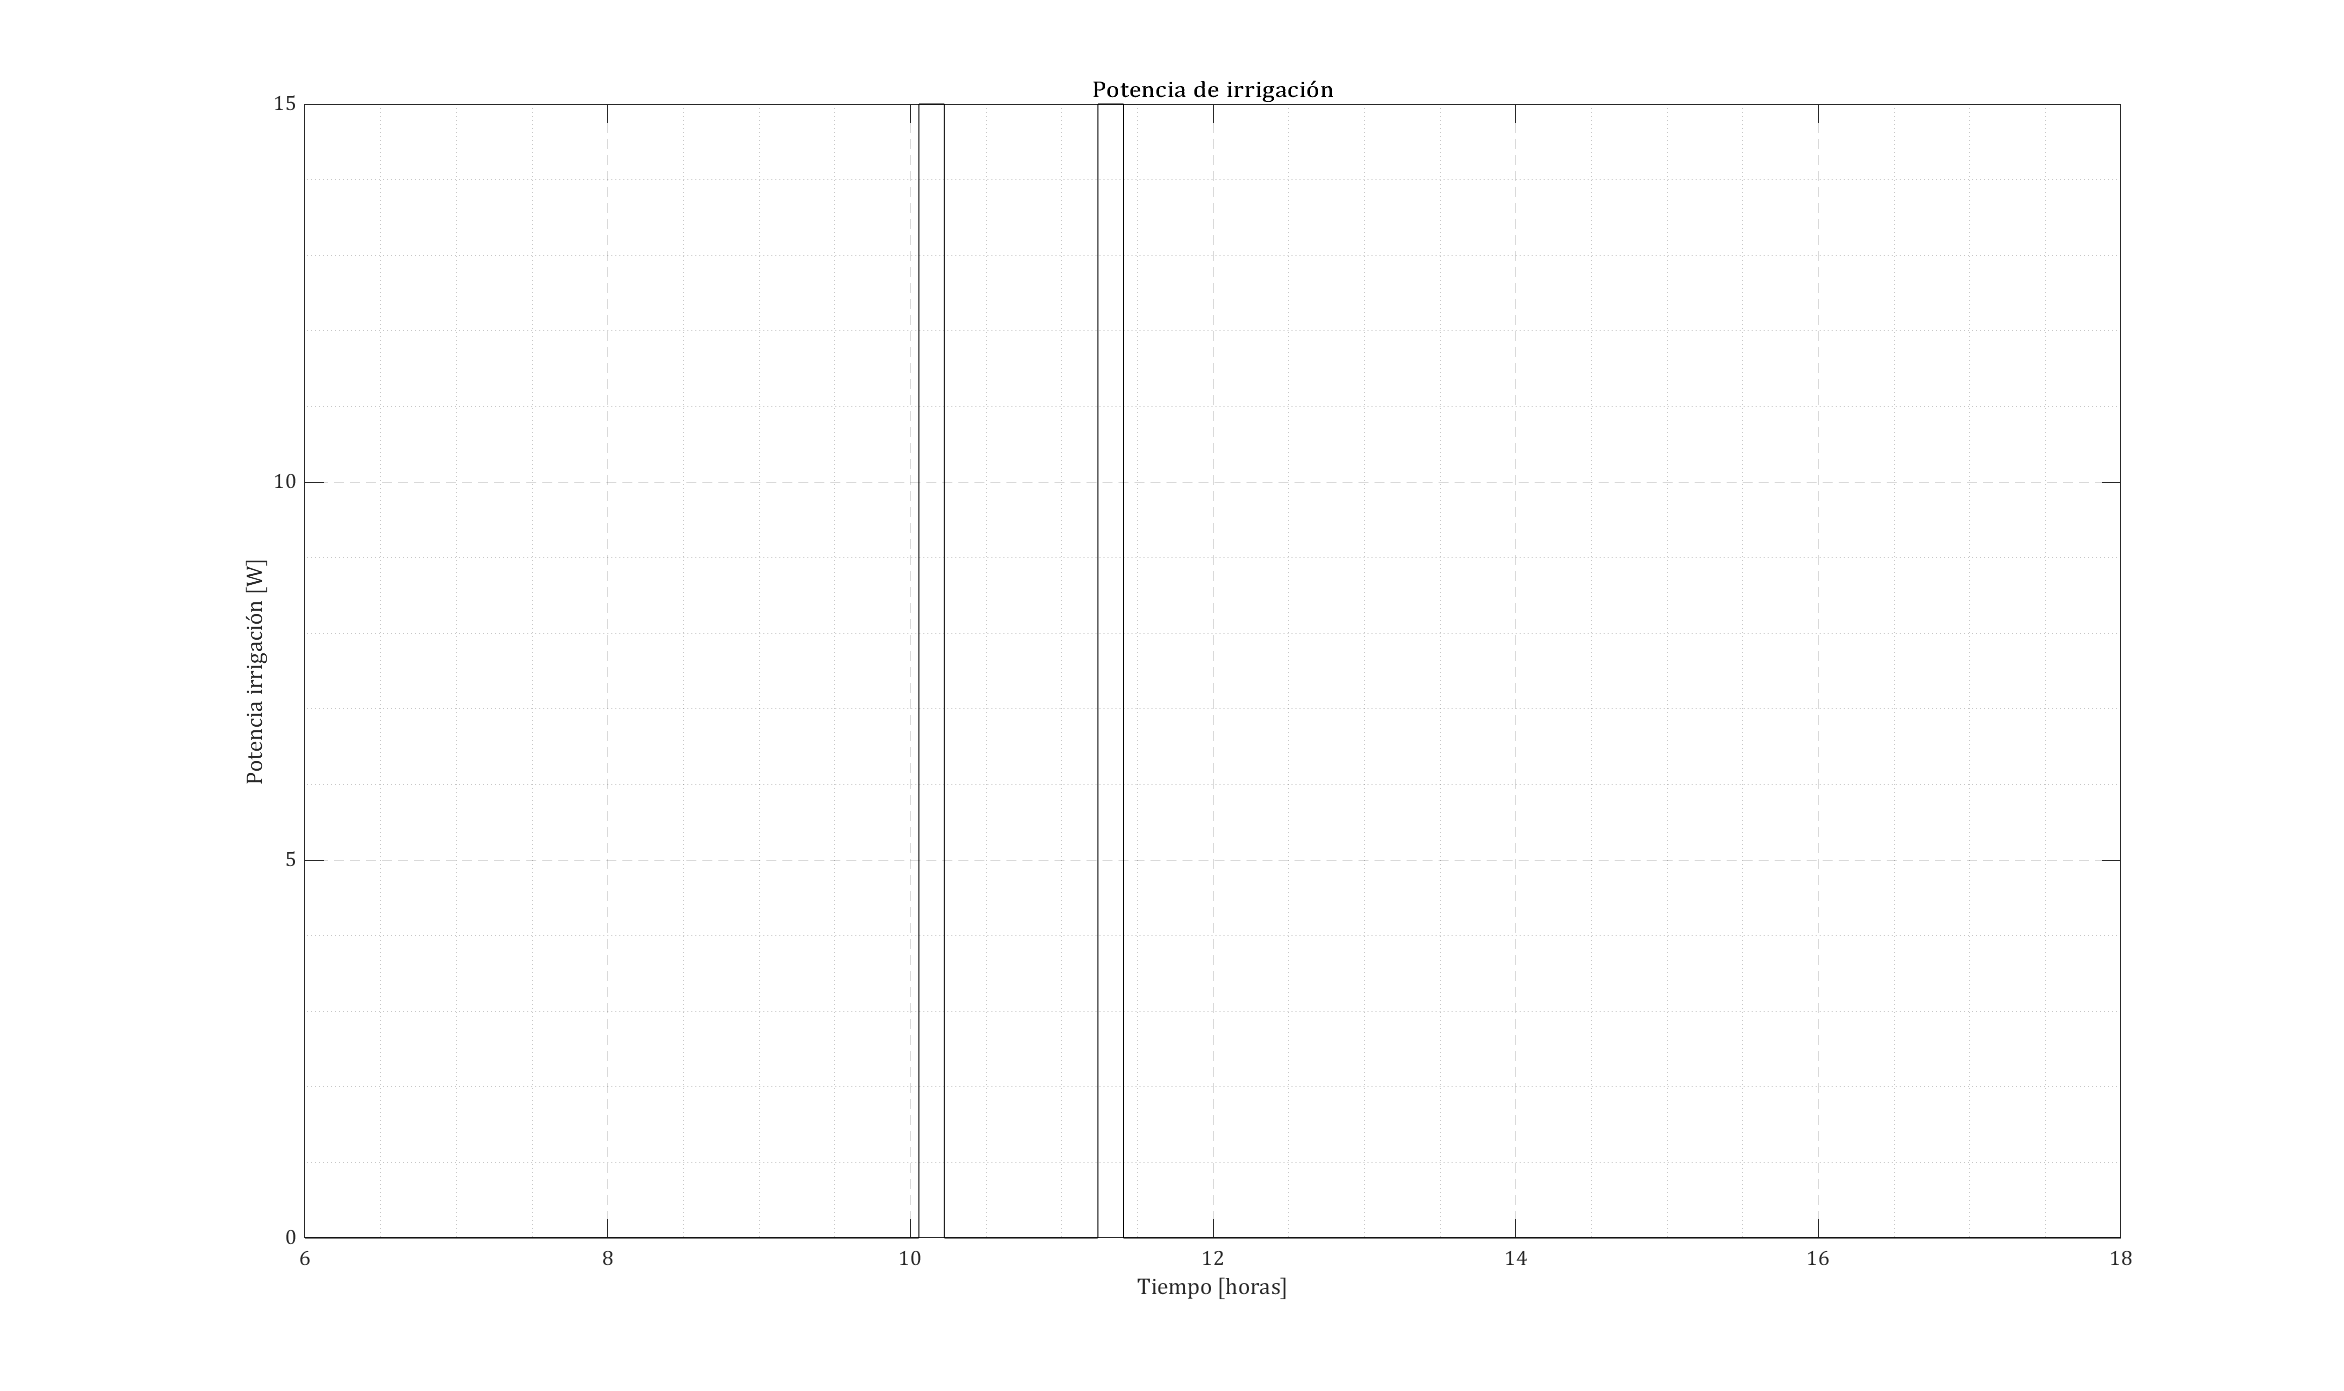 Potencia de irrigación
15
10
5
0
Potencia irrigación [W]
6 8 10 12 14 16 18
Tiempo [horas]